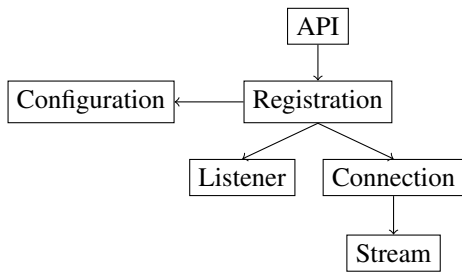 API
Configuration
Registration
Listener
Connection
Stream